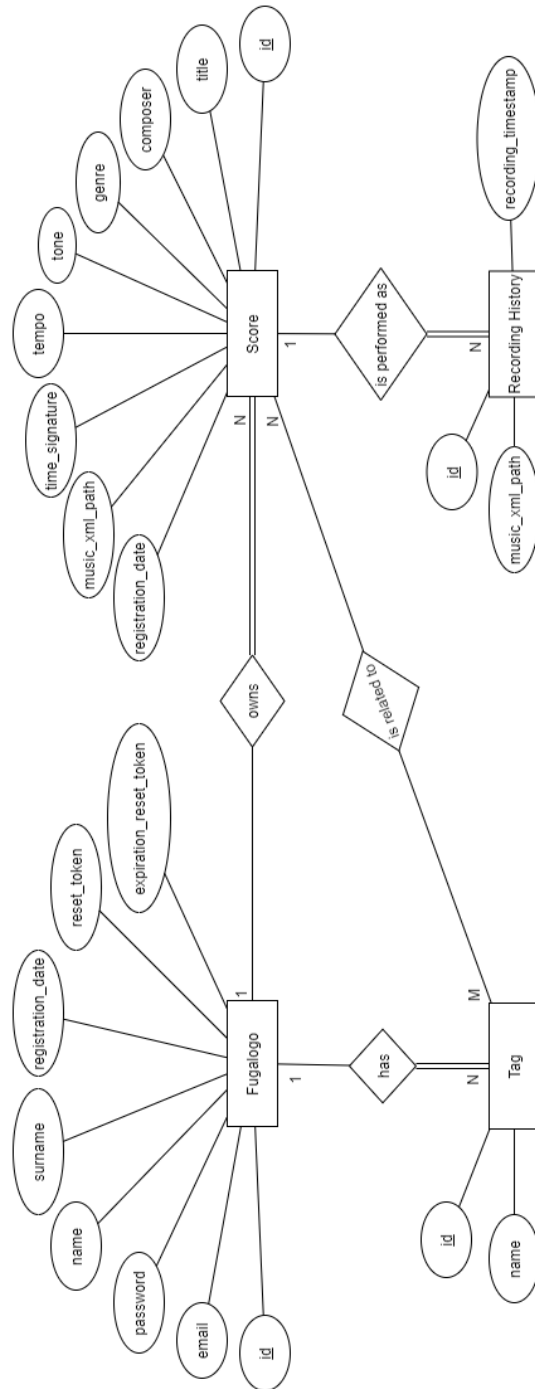 id
email
password
name
surname
registration_date
reset_token
expiration_reset_token
registration_date
music_xml_path
time_signature
tempo
tone
genre
composer
title
id
Fugalogo
1
owns
N
Score
1
has
N
N
is related to
M
1
is performed as
N
Tag
id
name
Recording History
id
music_xml_path
recording_timestamp